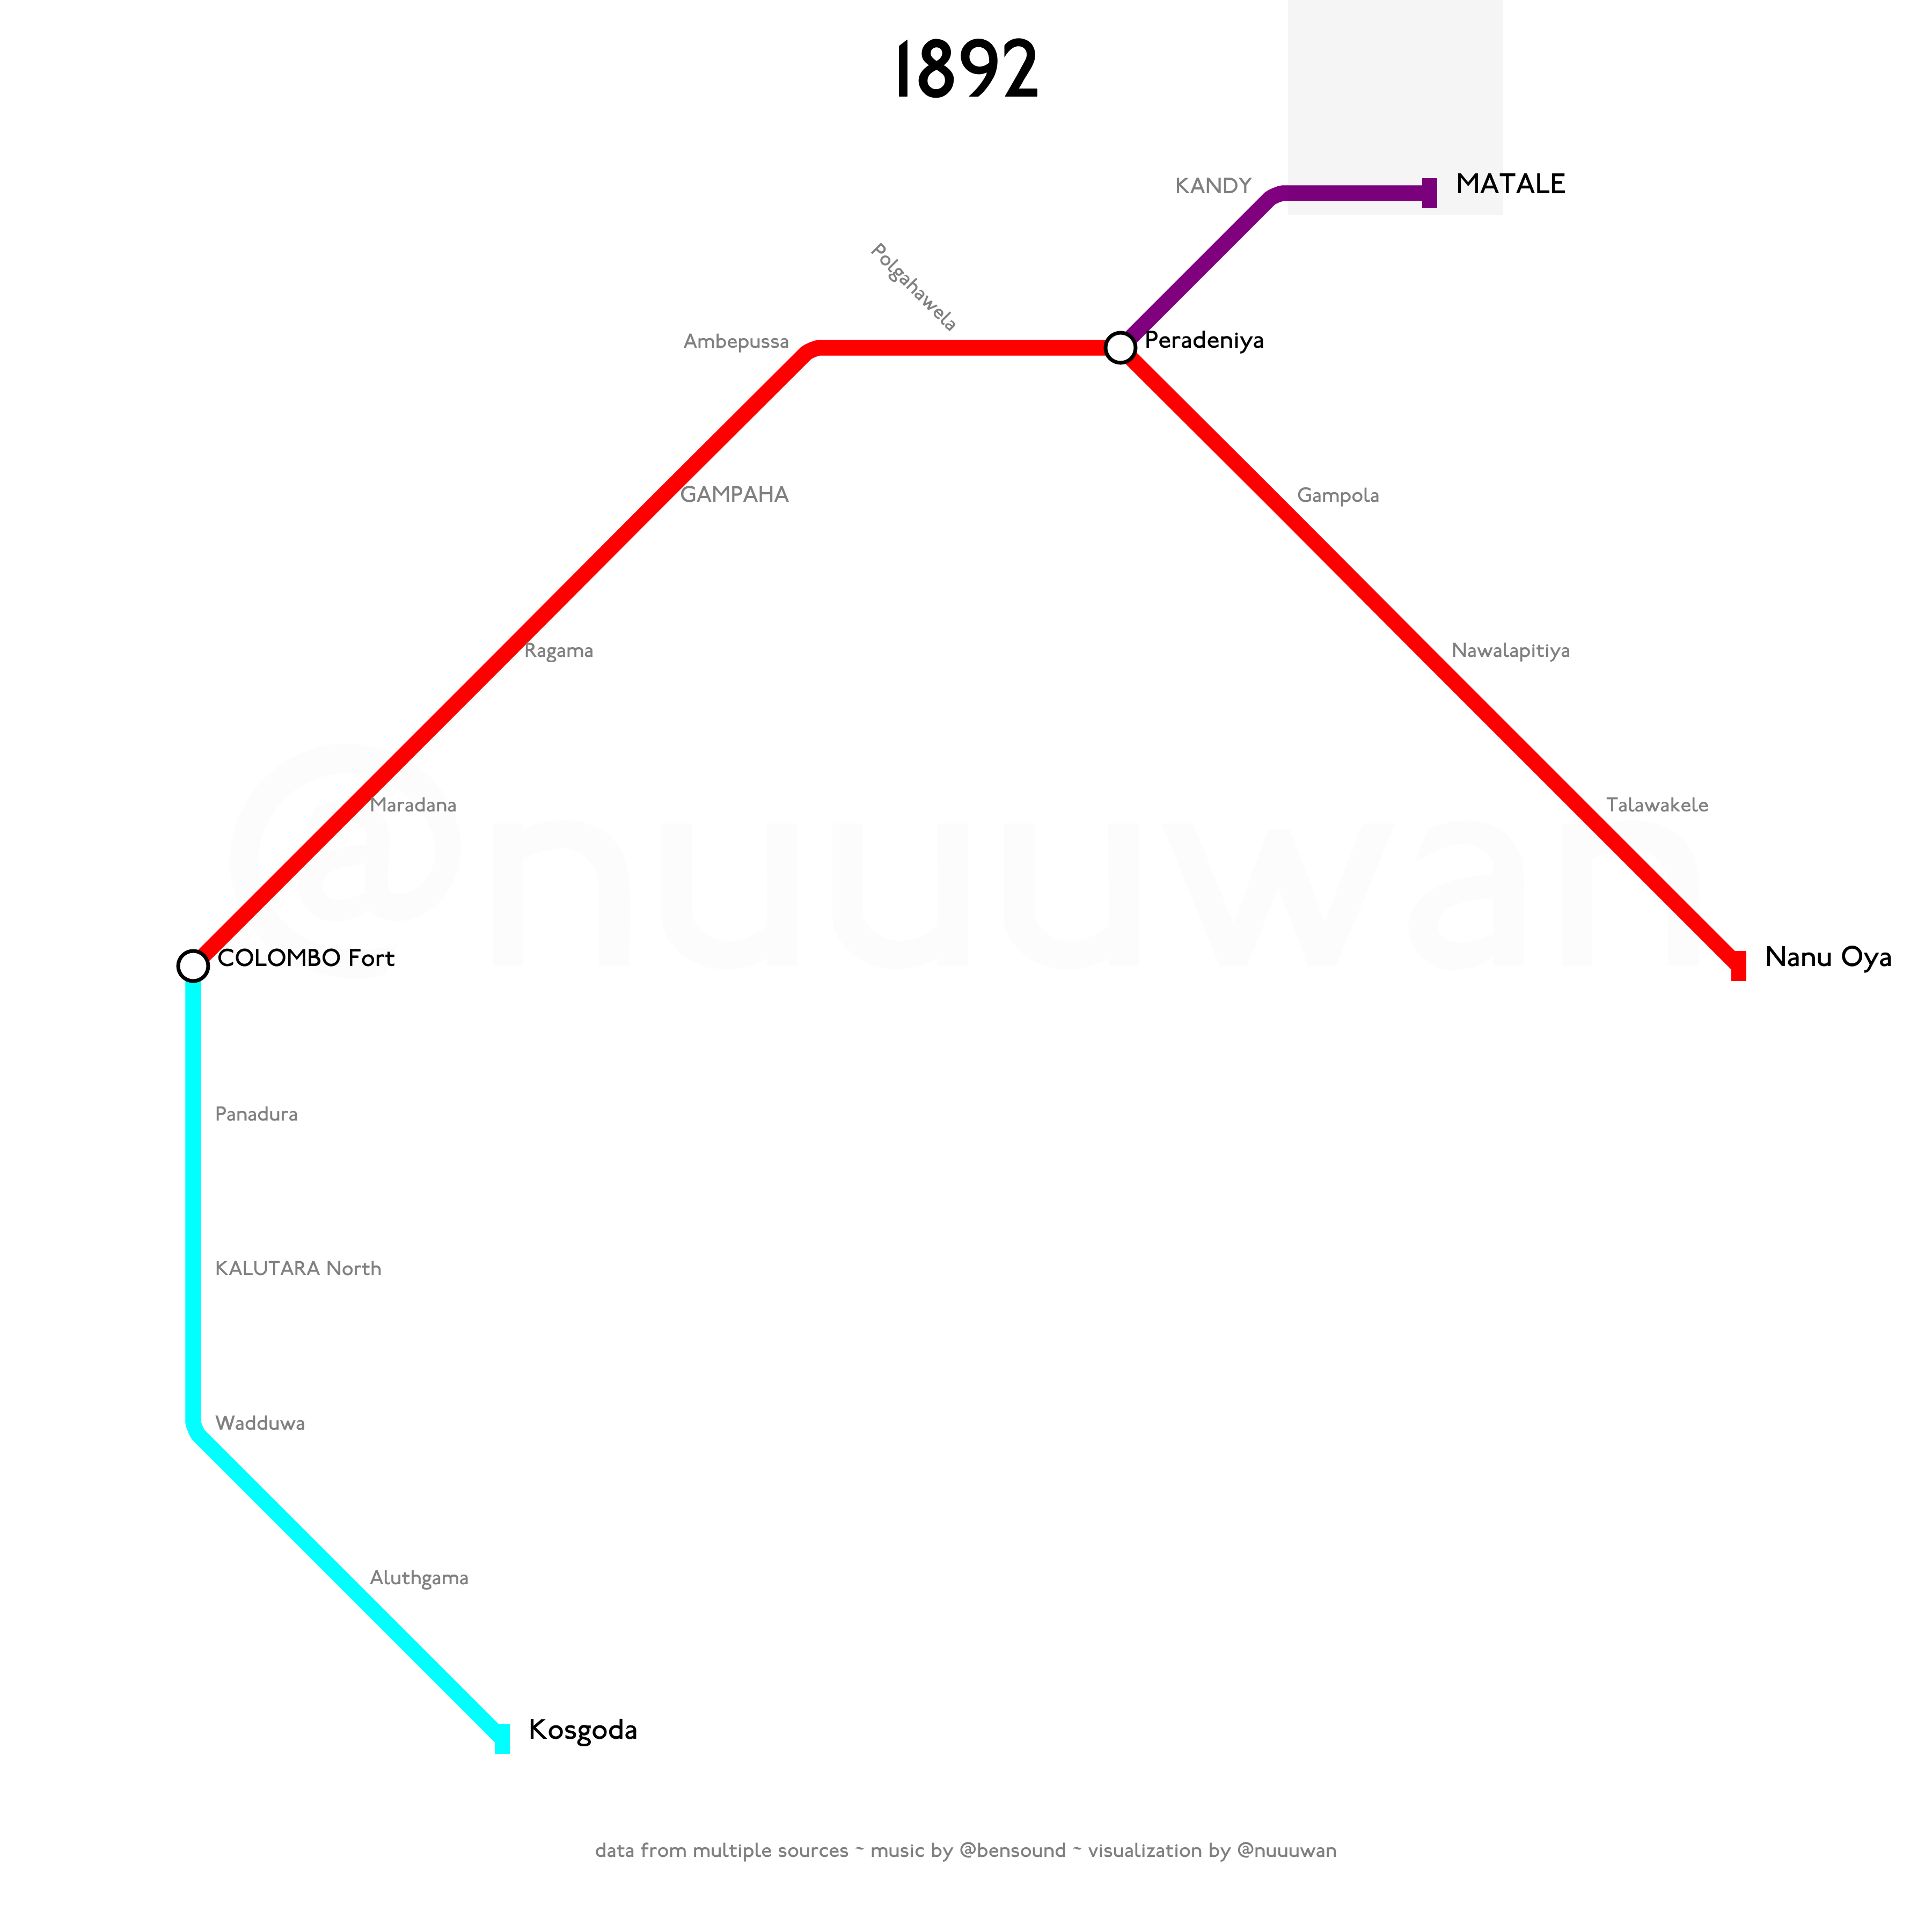 1892
KANDY
MATALE
Polgahawela
Ambepussa
Peradeniya
GAMPAHA
Gampola
Ragama
Nawalapitiya
Maradana
Talawakele
@nuuuwan
COLOMBO Fort
Nanu Oya
Panadura
KALUTARA North
Wadduwa
Aluthgama
Kosgoda
data from multiple sources ~ music by @bensound ~ visualization by @nuuuwan